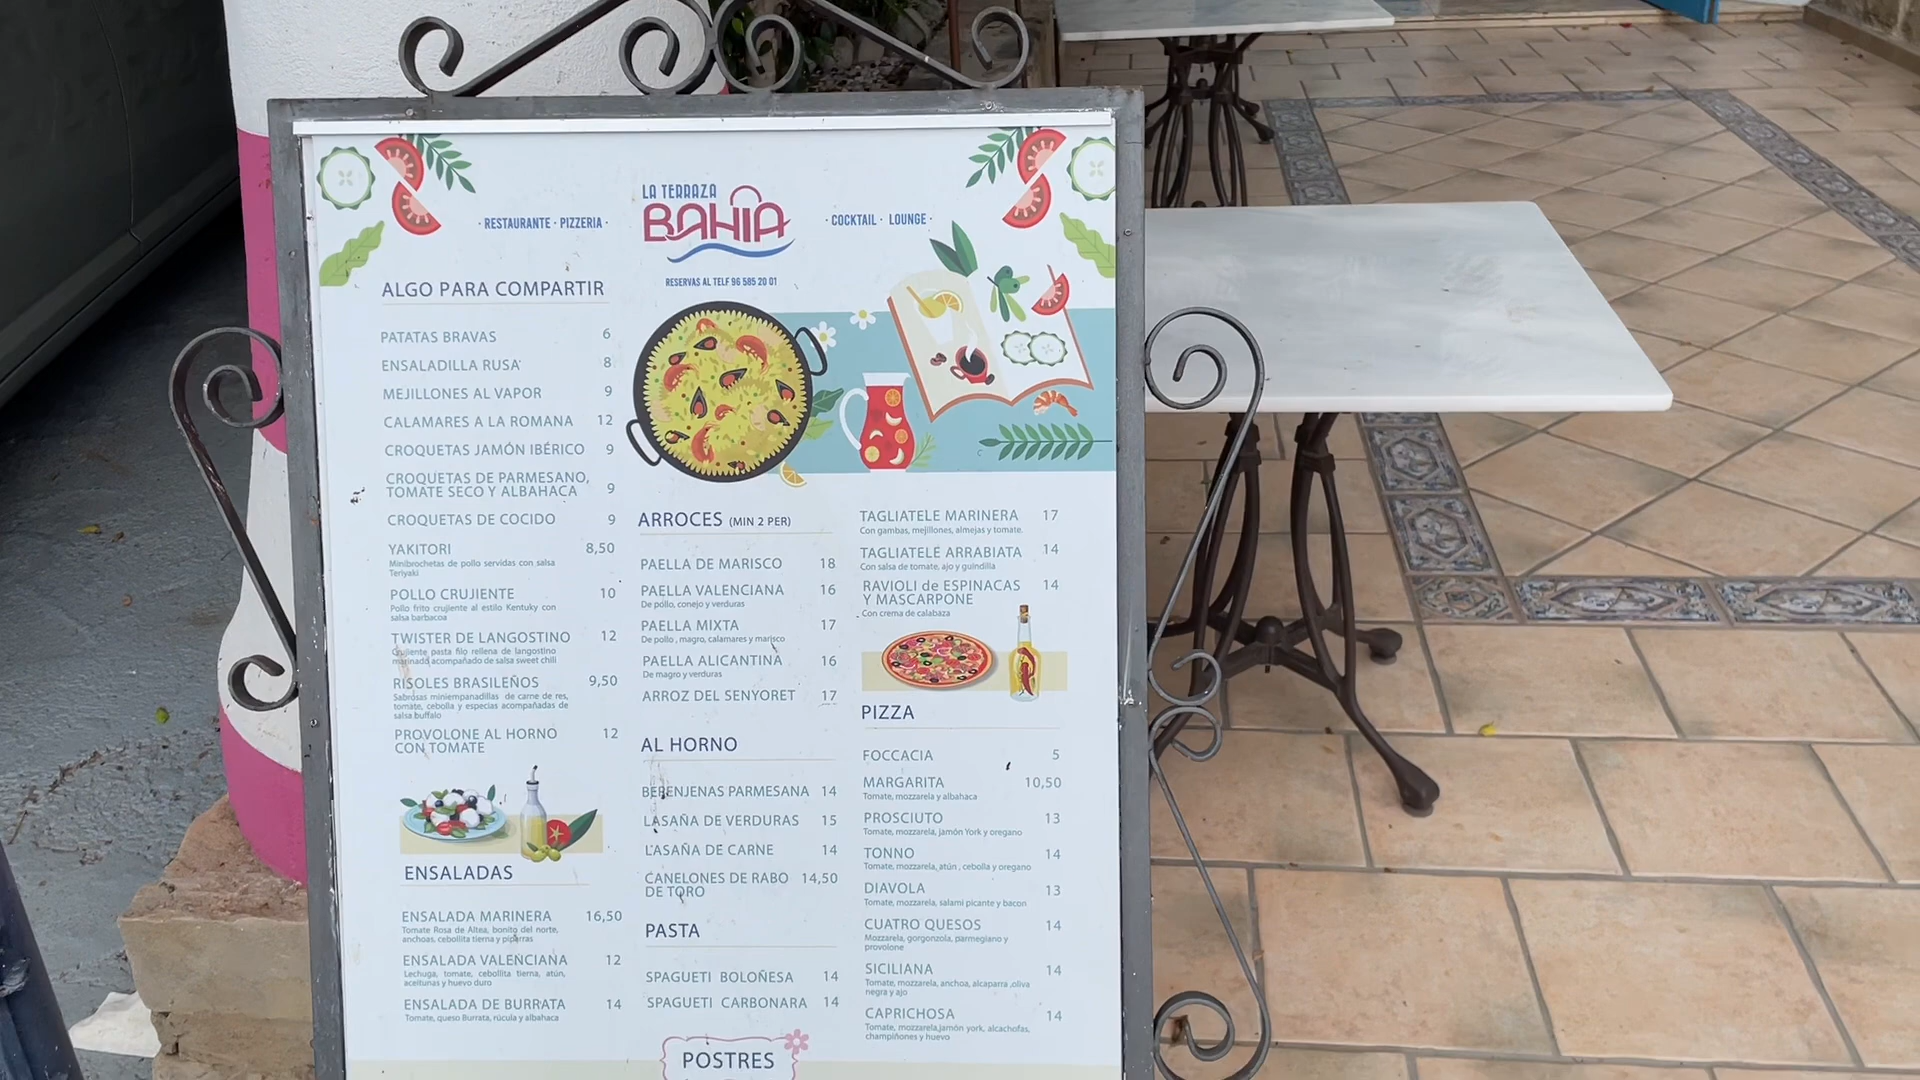 LA TERRAZA
· RESTAURANTE · PIZZERIA ·
BAHIA
· COCKTAIL · LOUNGE ·
RESERVAS AL TELF 96 585 20 01
ALGO PARA COMPARTIR
PATATAS BRAVAS 6
ENSALADILLA RUSA 8
MEJILLONES AL VAPOR 9
CALAMARES A LA ROMANA 12
CROQUETAS JAMÓN IBÉRICO 9
CROQUETAS DE PARMESANO,
TOMATE SECO Y ALBAHACA 9
CROQUETAS DE COCIDO 9
YAKITORI 8,50
Minibrochetas de pollo servidas con salsa
Teriyaki
POLLO CRUJIENTE 10
Pollo frito crujiente al estilo Kentuky con
salsa barbacoa
TWISTER DE LANGOSTINO 12
Crujiente pasta filo rellena de langostino
marinado acompañado de salsa sweet chili
RISOLES BRASILEÑOS 9,50
Sabrosas miniempanadillas de carne de res,
tomate, cebolla y especias acompañadas de
salsa buffalo
PROVOLONE AL HORNO 12
CON TOMATE
ENSALADAS
ENSALADA MARINERA 16,50
Tomate Rosa de Altea, bonito del norte,
anchoas, cebollita tierna y piparras
ENSALADA VALENCIANA 12
Lechuga, tomate, cebollita tierna, atún,
aceitunas y huevo duro
ENSALADA DE BURRATA 14
Tomate, queso Burrata, rúcula y albahaca
ARROCES (MIN 2 PER)
PAELLA DE MARISCO 18
PAELLA VALENCIANA 16
De pollo, conejo y verduras
PAELLA MIXTA 17
De pollo , magro, calamares y marisco
PAELLA ALICANTINA 16
De magro y verduras
ARROZ DEL SENYORET 17
AL HORNO
BERENJENAS PARMESANA 14
LASAÑA DE VERDURAS 15
LASAÑA DE CARNE 14
CANELONES DE RABO 14,50
DE TORO
PASTA
SPAGUETI BOLOÑESA 14
SPAGUETI CARBONARA 14
POSTRES
TAGLIATELE MARINERA 17
Con gambas, mejillones, almejas y tomate.
TAGLIATELE ARRABIATA 14
Con salsa de tomate, ajo y guindilla
RAVIOLI de ESPINACAS 14
Y MASCARPONE
Con crema de calabaza
PIZZA
FOCCACIA 5
MARGARITA 10,50
Tomate, mozzarela y albahaca
PROSCIUTO 13
Tomate, mozzarela, jamón York y oregano
TONNO 14
Tomate, mozzarela, atún , cebolla y oregano
DIAVOLA 13
Tomate, mozzarela, salami picante y bacon
CUATRO QUESOS 14
Mozzarela, gorgonzola, parmegiano y
provolone
SICILIANA 14
Tomate, mozzarela, anchoa, alcaparra ,oliva
negra y ajo
CAPRICHOSA 14
Tomate, mozzarela,jamón york, alcachofas,
champiñones y huevo